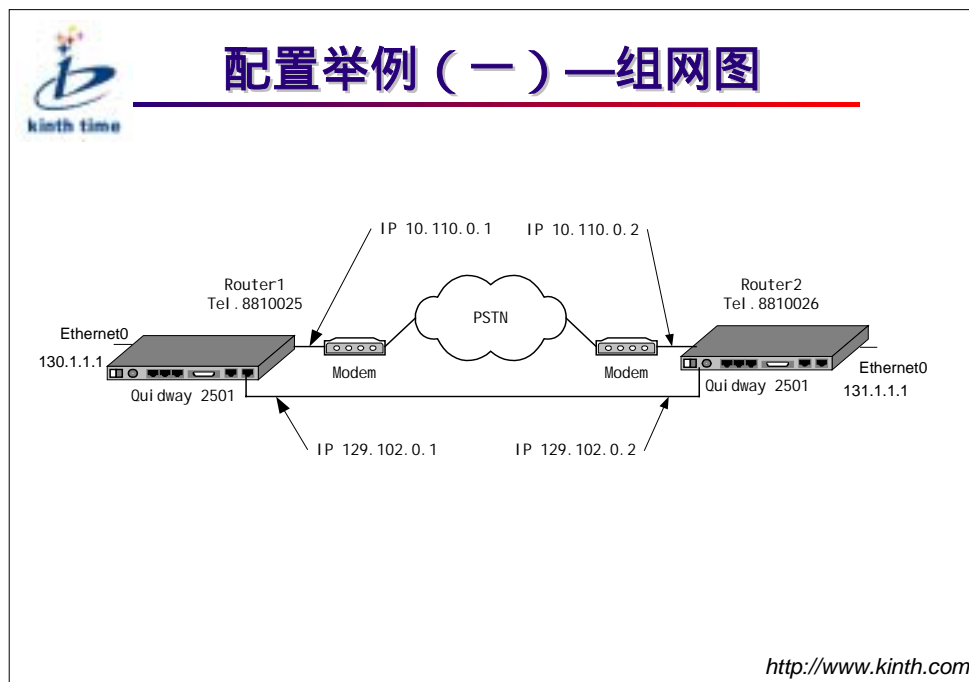 配置举例（一）—组网图
kinth time
IP 10.110.0.1
IP 10.110.0.2
Router1
Tel.8810025
Router2
Tel.8810026
PSTN
Ethernet0
130.1.1.1
Modem
Modem
Ethernet0
131.1.1.1
Quidway 2501
Quidway 2501
IP 129.102.0.1
IP 129.102.0.2
http://www.kinth.com